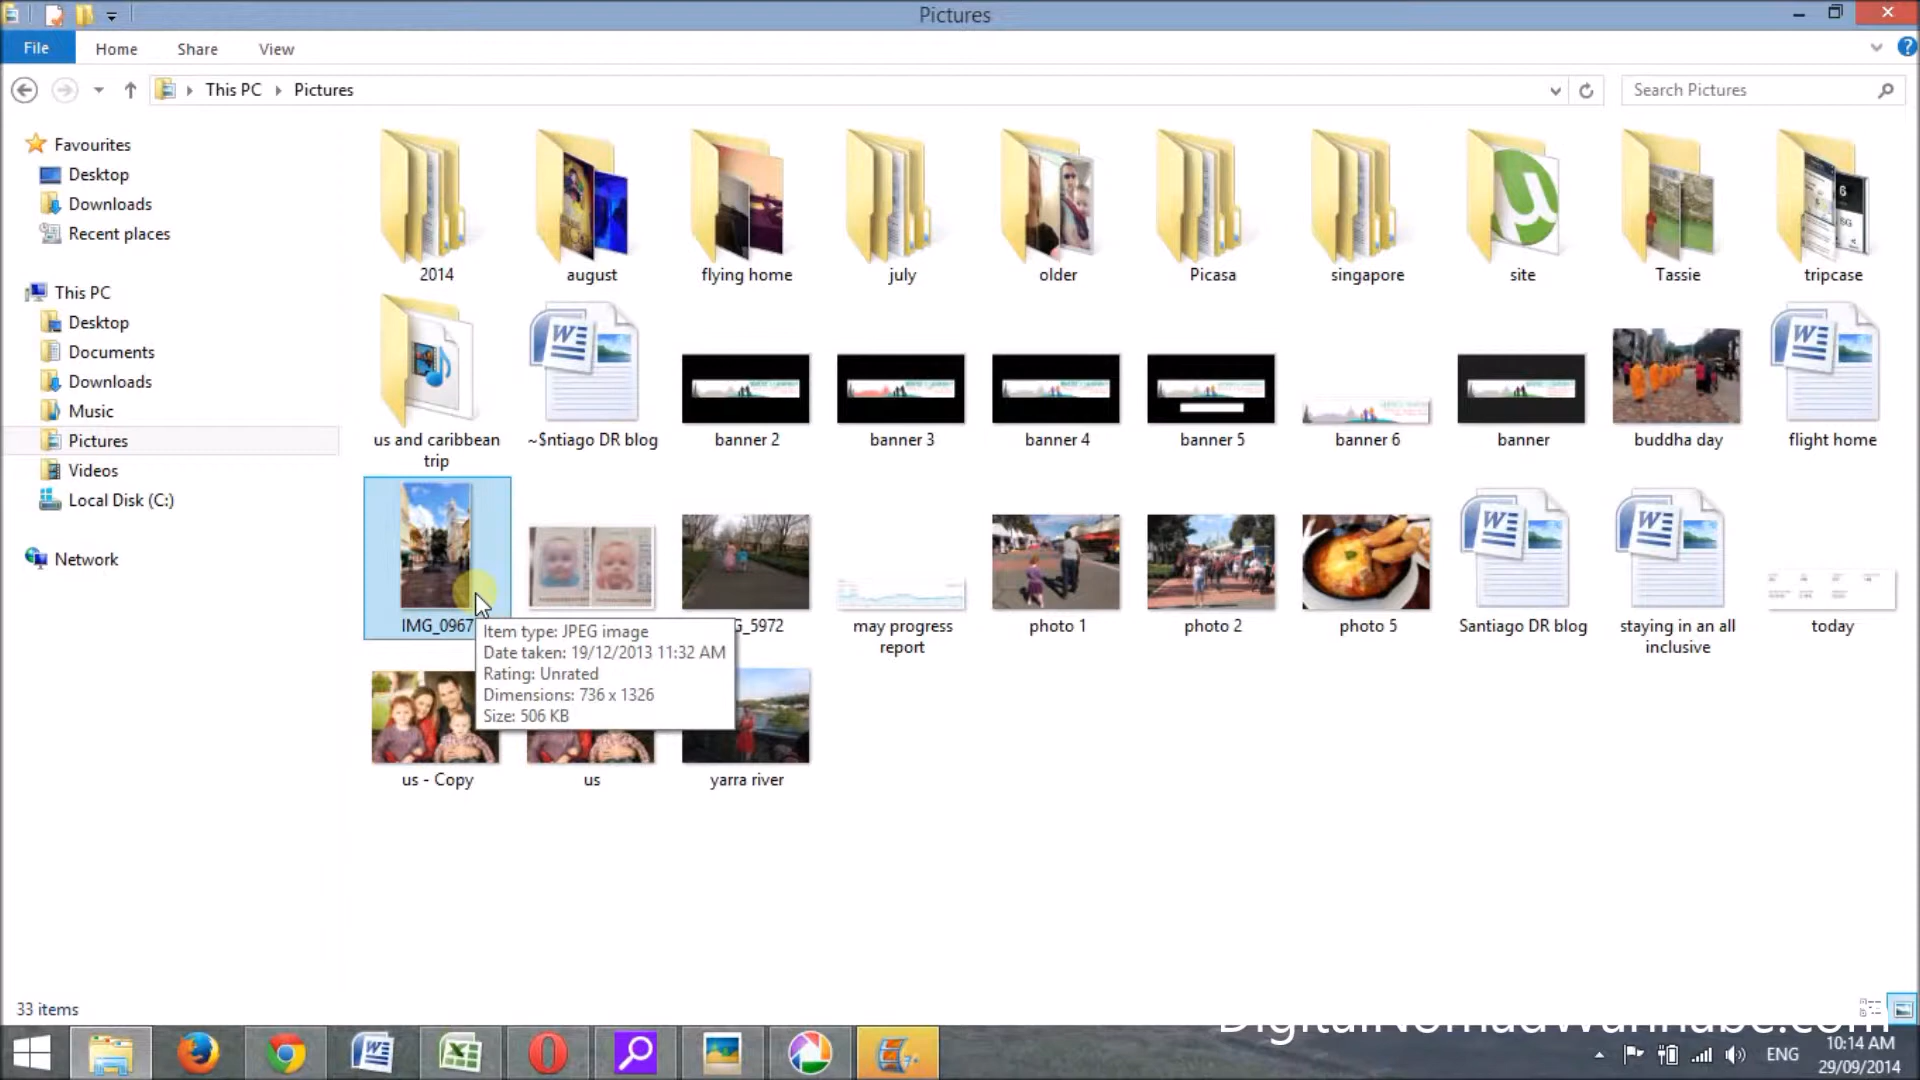 Pictures
File
Home
Share
View
This PC
Pictures
Search Pictures
Favourites
Desktop
Downloads
Recent places
This PC
Desktop
Documents
Downloads
Music
Pictures
Videos
Local Disk (C:)
Network
2014
august
flying home
july
older
Picasa
singapore
site
Tassie
tripcase
us and caribbean
trip
~$ntiago DR blog
banner 2
banner 3
banner 4
banner 5
banner 6
banner
buddha day
flight home
IMG_0967
G_5972
may progress
report
photo 1
photo 2
photo 5
Santiago DR blog
staying in an all
inclusive
today
Item type: JPEG image
Date taken: 19/12/2013 11:32 AM
Rating: Unrated
Dimensions: 736 x 1326
Size: 506 KB
us - Copy
us
yarra river
33 items
DigitalNomadWannabe.com
ENG
10:14 AM
29/09/2014